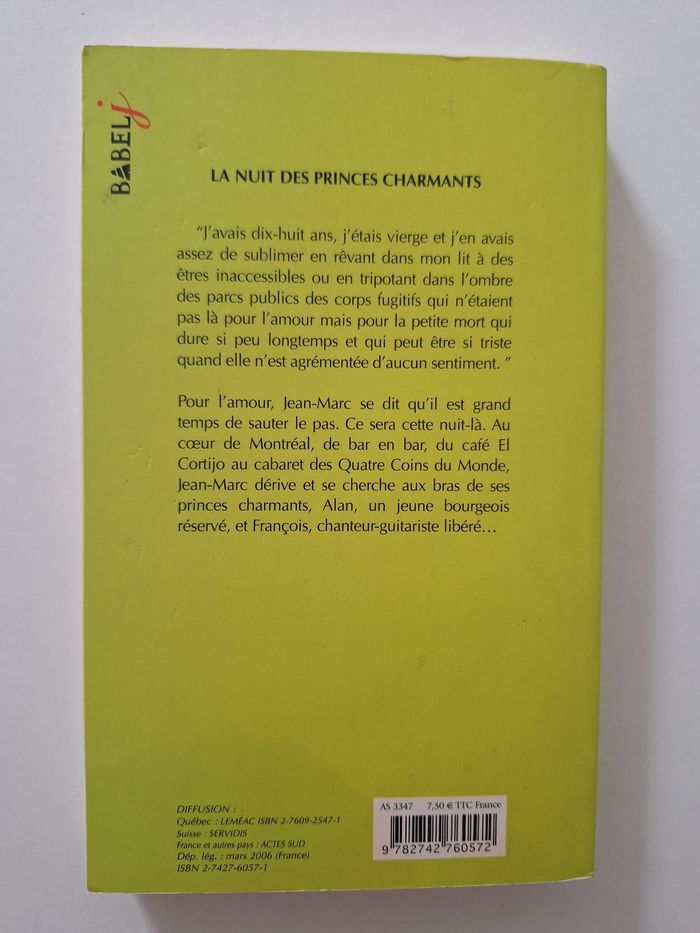 BABEL j
LA NUIT DES PRINCES CHARMANTS
“J’avais dix-huit ans, j’étais vierge et j’en avais
assez de sublimer en rêvant dans mon lit à des
êtres inaccessibles ou en tripotant dans l’ombre
des parcs publics des corps fugitifs qui n’étaient
pas là pour l’amour mais pour la petite mort qui
dure si peu longtemps et qui peut être si triste
quand elle n’est agrémentée d’aucun sentiment. ”
Pour l’amour, Jean-Marc se dit qu’il est grand
temps de sauter le pas. Ce sera cette nuit-là. Au
cœur de Montréal, de bar en bar, du café El
Cortijo au cabaret des Quatre Coins du Monde,
Jean-Marc dérive et se cherche aux bras de ses
princes charmants, Alan, un jeune bourgeois
réservé, et François, chanteur-guitariste libéré…
DIFFUSION :
Québec : LEMÉAC ISBN 2-7609-2547-1
Suisse : SERVIDIS
France et autres pays : ACTES SUD
Dép. lég. : mars 2006 (France)
ISBN 2-7427-6057-1
AS 3347 7,50 € TTC France
9 782742 760572